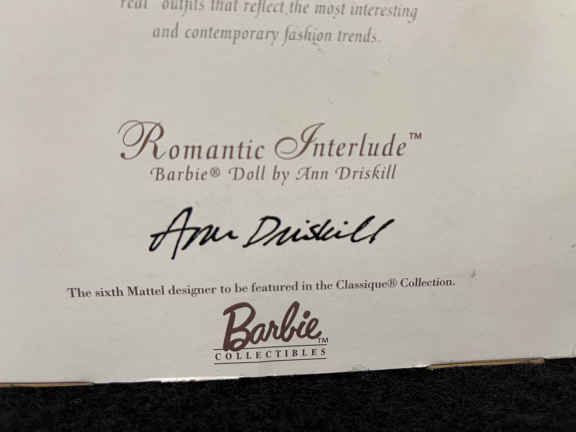 "real" outfits that reflect the most interesting
and contemporary fashion trends.
Romantic Interlude™
Barbie® Doll by Ann Driskill
Ann Driskill
The sixth Mattel designer to be featured in the Classique® Collection.
Barbie™
COLLECTIBLES